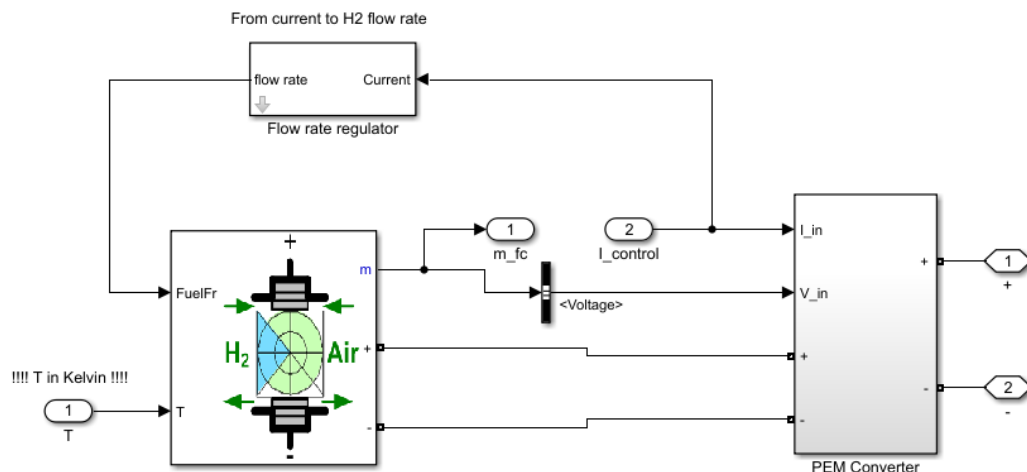 From current to H2 flow rate
flow rate
Current
Flow rate regulator
1
m_fc
2
I_control
I_in
+
m
FuelFr
<Voltage>
V_in
+
1
+
H2
Air
+
+
!!!! T in Kelvin !!!!
1
T
T
-
-
-
-
2
-
PEM Converter